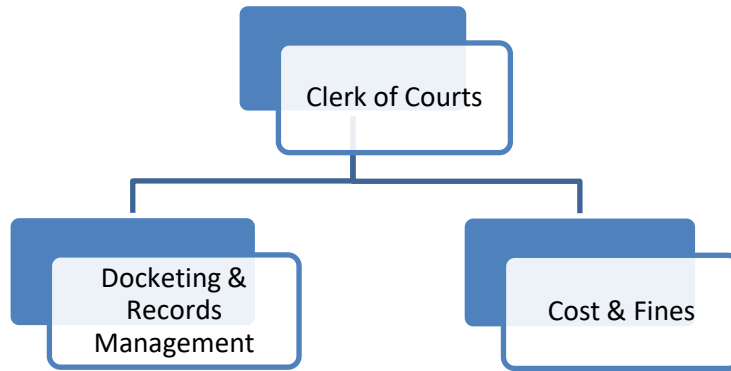 Clerk of Courts
Docketing &
Records
Management
Cost & Fines